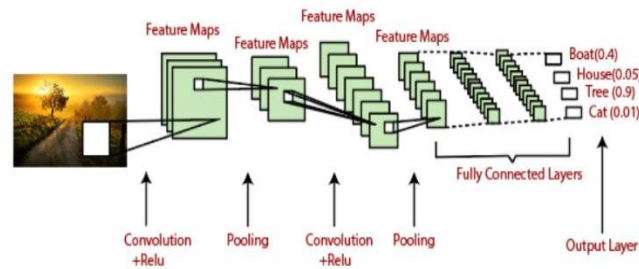 Feature Maps
Feature Maps
Feature Maps
Feature Maps
Boat(0.4)
House(0.05)
Tree (0.9)
Cat (0.01)
Fully Connected Layers
Convolution
+Relu
Pooling
Convolution
+Relu
Pooling
Output Layer